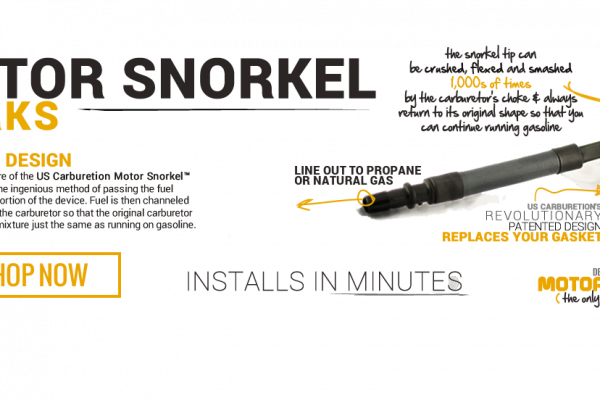 TOR SNORKEL
RKS
DESIGN
re of the US Carburetion Motor Snorkel™
he ingenious method of passing the fuel
ortion of the device. Fuel is then channeled
the carburetor so that the original carburetor
mixture just the same as running on gasoline.
HOP NOW
INSTALLS IN MINUTES
the snorkel tip can
be crushed, flexed and smashed
1,000s of times
by the carburetor's choke & always
return to its original shape so that you
can continue running gasoline
LINE OUT TO PROPANE
OR NATURAL GAS
US CARBURETION'S
REVOLUTIONARY
PATENTED DESIGN
REPLACES YOUR GASKET
DE
MOTOR
(the only